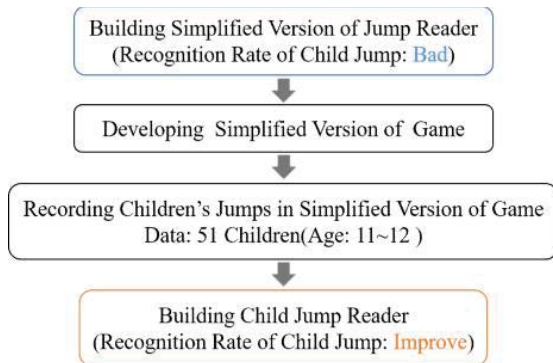 Building Simplified Version of Jump Reader
(Recognition Rate of Child Jump: Bad)
Developing Simplified Version of Game
Recording Children's Jumps in Simplified Version of Game
Data: 51 Children(Age: 11~12 )
Building Child Jump Reader
(Recognition Rate of Child Jump: Improve)